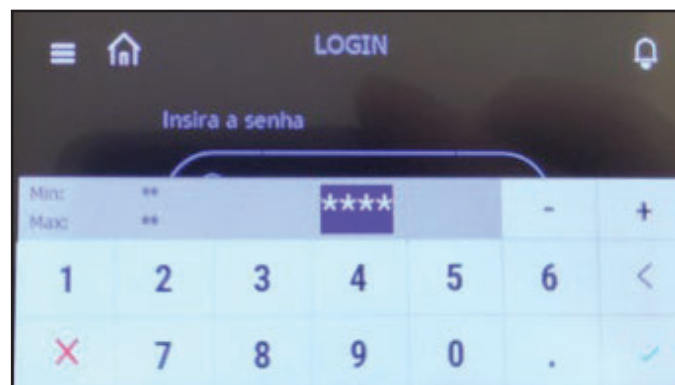 LOGIN
Insira a senha
Min: ** **** - +
Max: **
1 2 3 4 5 6 <
X 7 8 9 0 .